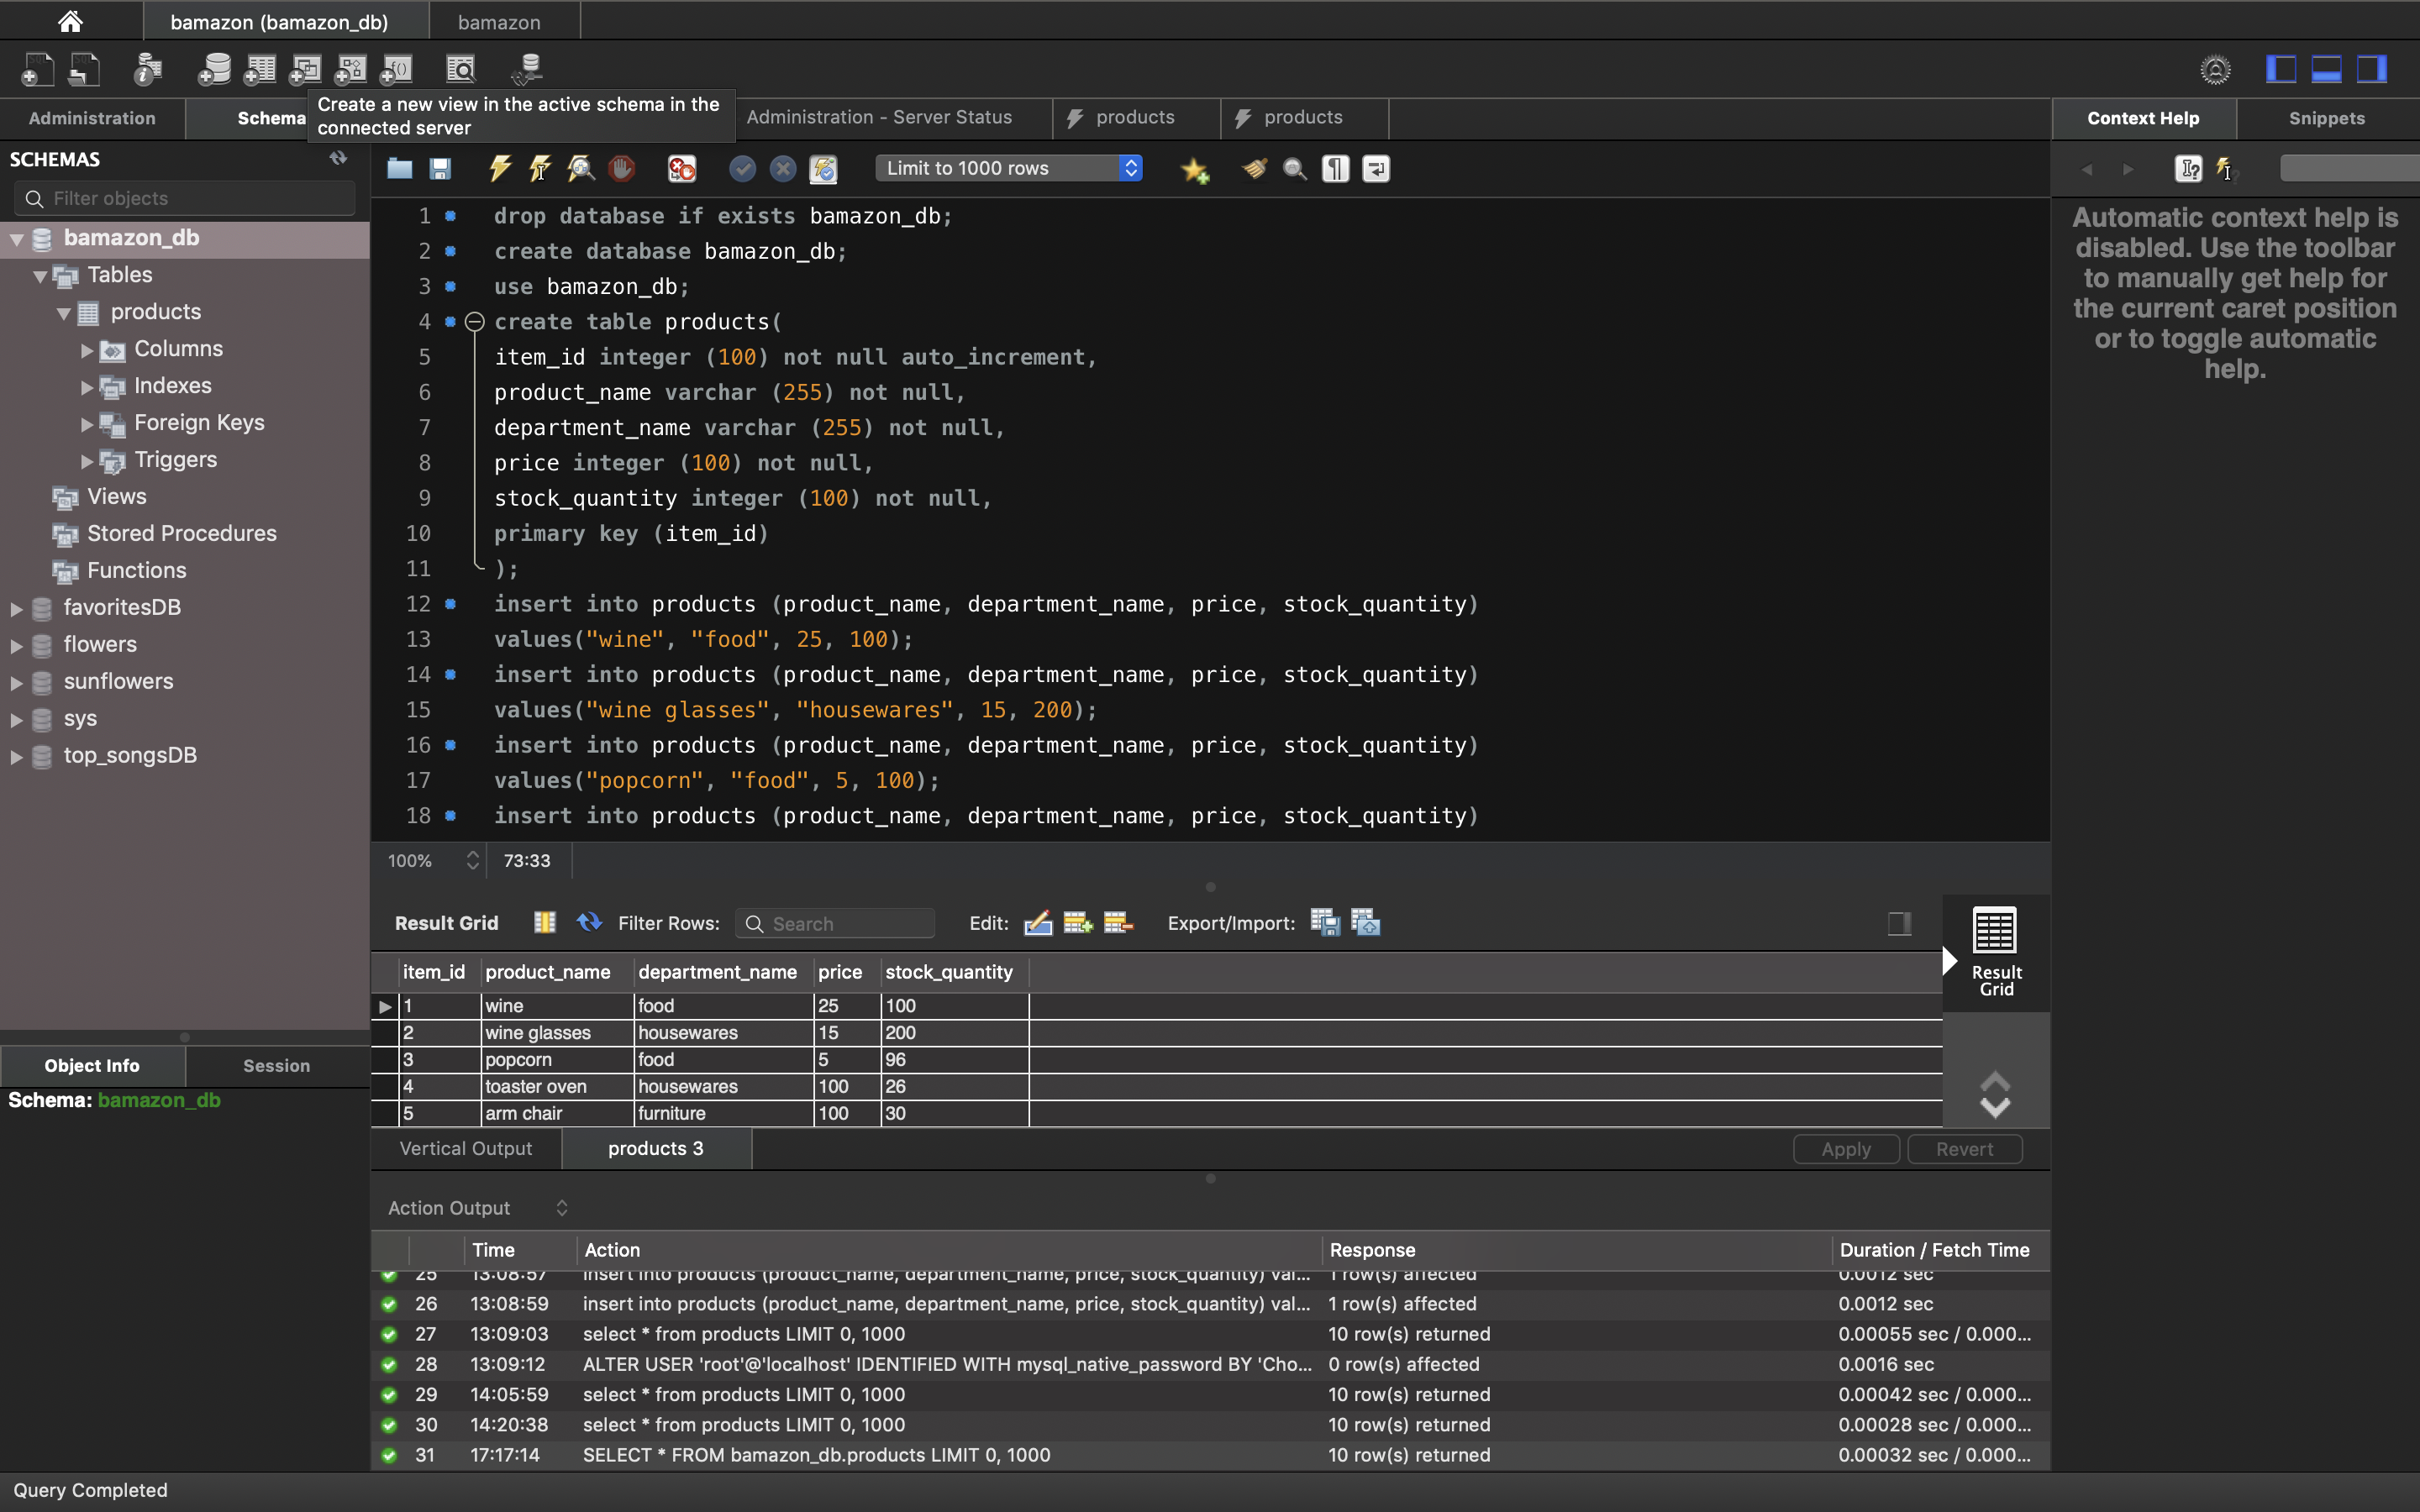 bamazon (bamazon_db)
bamazon
Create a new view in the active schema in the
connected server
Administration
Schema
Administration - Server Status
products
products
Context Help
Snippets
SCHEMAS
Filter objects
Limit to 1000 rows
bamazon_db
Tables
products
Columns
Indexes
Foreign Keys
Triggers
Views
Stored Procedures
Functions
favoritesDB
flowers
sunflowers
sys
top_songsDB
Object Info
Session
Schema: bamazon_db
1 drop database if exists bamazon_db;
2 create database bamazon_db;
3 use bamazon_db;
4 create table products(
5 item_id integer (100) not null auto_increment,
6 product_name varchar (255) not null,
7 department_name varchar (255) not null,
8 price integer (100) not null,
9 stock_quantity integer (100) not null,
10 primary key (item_id)
11 );
12 insert into products (product_name, department_name, price, stock_quantity)
13 values("wine", "food", 25, 100);
14 insert into products (product_name, department_name, price, stock_quantity)
15 values("wine glasses", "housewares", 15, 200);
16 insert into products (product_name, department_name, price, stock_quantity)
17 values("popcorn", "food", 5, 100);
18 insert into products (product_name, department_name, price, stock_quantity)
100%
73:33
Automatic context help is
disabled. Use the toolbar
to manually get help for
the current caret position
or to toggle automatic
help.
Result Grid
Filter Rows:
Search
Edit:
Export/Import:
Result
Grid
item_id product_name department_name price stock_quantity
1 wine food 25 100
2 wine glasses housewares 15 200
3 popcorn food 5 96
4 toaster oven housewares 100 26
5 arm chair furniture 100 30
Vertical Output
products 3
Apply
Revert
Action Output
Time Action Response Duration / Fetch Time
25 13:08:57 insert into products (product_name, department_name, price, stock_quantity) val... 1 row(s) affected 0.0012 sec
26 13:08:59 insert into products (product_name, department_name, price, stock_quantity) val... 1 row(s) affected 0.0012 sec
27 13:09:03 select * from products LIMIT 0, 1000 10 row(s) returned 0.00055 sec / 0.000...
28 13:09:12 ALTER USER 'root'@'localhost' IDENTIFIED WITH mysql_native_password BY 'Cho... 0 row(s) affected 0.0016 sec
29 14:05:59 select * from products LIMIT 0, 1000 10 row(s) returned 0.00042 sec / 0.000...
30 14:20:38 select * from products LIMIT 0, 1000 10 row(s) returned 0.00028 sec / 0.000...
31 17:17:14 SELECT * FROM bamazon_db.products LIMIT 0, 1000 10 row(s) returned 0.00032 sec / 0.000...
Query Completed